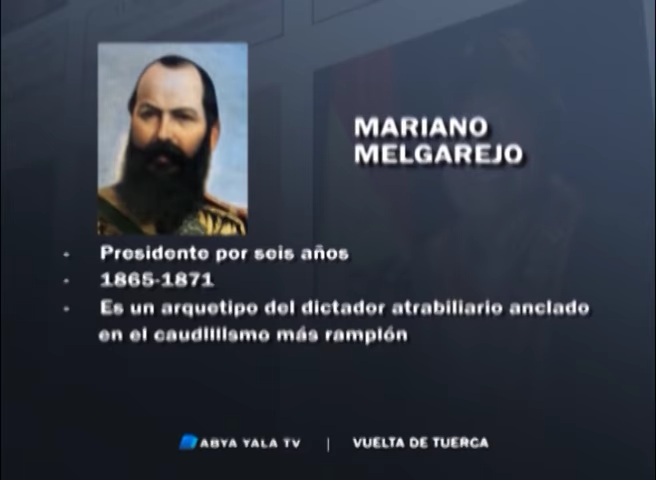 MARIANO
MELGAREJO
- Presidente por seis años
- 1865-1871
- Es un arquetipo del dictador atrabiliario anclado
en el caudillismo más ramplón
ABYA YALA TV | VUELTA DE TUERCA